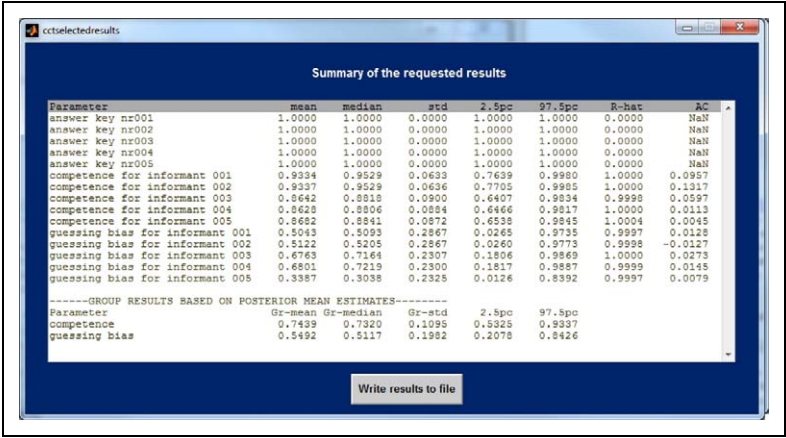 cctselectedresults
Summary of the requested results
Parameter mean median std 2.5pc 97.5pc R-hat AC
answer key nr001 1.0000 1.0000 0.0000 1.0000 1.0000 0.0000 NaN
answer key nr002 1.0000 1.0000 0.0000 1.0000 1.0000 0.0000 NaN
answer key nr003 1.0000 1.0000 0.0000 1.0000 1.0000 0.0000 NaN
answer key nr004 1.0000 1.0000 0.0000 1.0000 1.0000 0.0000 NaN
answer key nr005 1.0000 1.0000 0.0000 1.0000 1.0000 0.0000 NaN
competence for informant 001 0.9334 0.9529 0.0633 0.7639 0.9980 1.0000 0.0957
competence for informant 002 0.9337 0.9529 0.0636 0.7705 0.9985 1.0000 0.1317
competence for informant 003 0.8642 0.8818 0.0900 0.6407 0.9834 0.9998 0.0597
competence for informant 004 0.8628 0.8806 0.0884 0.6466 0.9817 1.0000 0.0113
competence for informant 005 0.8682 0.8841 0.0872 0.6538 0.9845 1.0004 0.0045
guessing bias for informant 001 0.5043 0.5093 0.2867 0.0265 0.9735 0.9997 0.0128
guessing bias for informant 002 0.5122 0.5205 0.2867 0.0260 0.9773 0.9998 -0.0127
guessing bias for informant 003 0.6763 0.7164 0.2307 0.1806 0.9869 1.0000 0.0273
guessing bias for informant 004 0.6801 0.7219 0.2300 0.1817 0.9887 0.9999 0.0145
guessing bias for informant 005 0.3387 0.3038 0.2325 0.0126 0.8392 0.9997 0.0079
------GROUP RESULTS BASED ON POSTERIOR MEAN ESTIMATES--------
Parameter Gr-mean Gr-median Gr-std 2.5pc 97.5pc
competence 0.7439 0.7320 0.1095 0.5325 0.9337
guessing bias 0.5492 0.5117 0.1982 0.2078 0.8426
Write results to file